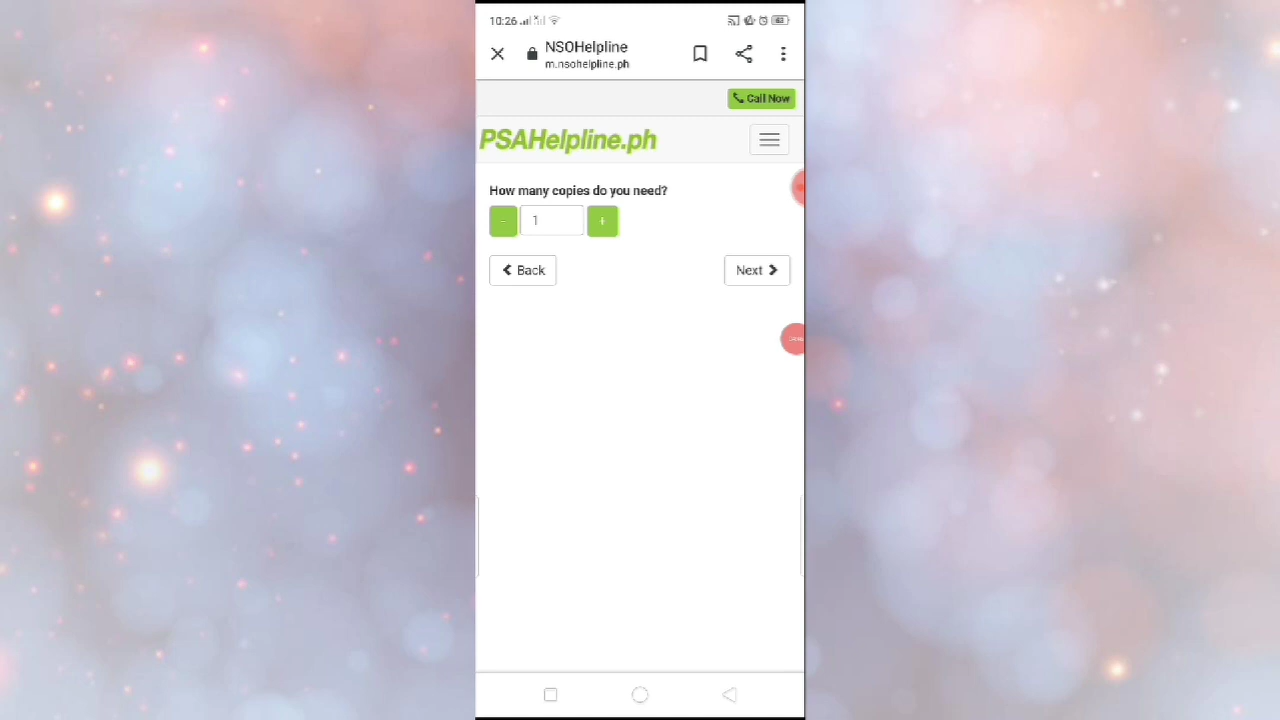 10:26
NSOHelpline
m.nsohelpline.ph
Call Now
PSAHelpline.ph
How many copies do you need?
- 1 +
Back Next